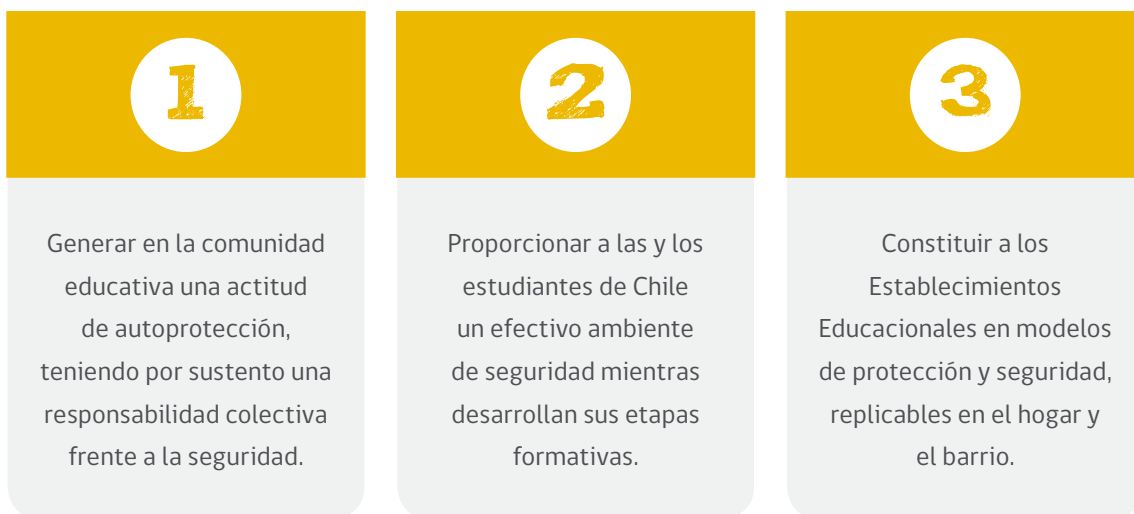 1
Generar en la comunidad
educativa una actitud
de autoprotección,
teniendo por sustento una
responsabilidad colectiva
frente a la seguridad.
2
Proporcionar a las y los
estudiantes de Chile
un efectivo ambiente
de seguridad mientras
desarrollan sus etapas
formativas.
3
Constituir a los
Establecimientos
Educacionales en modelos
de protección y seguridad,
replicables en el hogar y
el barrio.